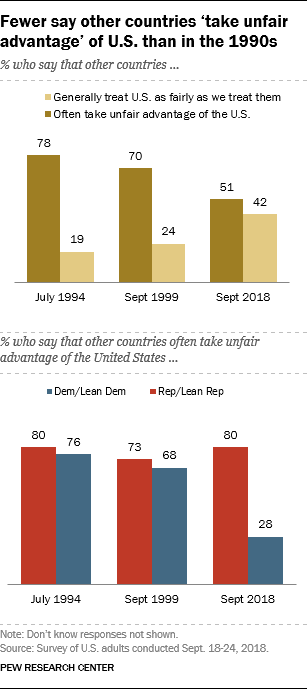 Fewer say other countries ‘take unfair
advantage’ of U.S. than in the 1990s
% who say that other countries ...
Generally treat U.S. as fairly as we treat them
Often take unfair advantage of the U.S.
78
19
70
24
51
42
July 1994
Sept 1999
Sept 2018
% who say that other countries often take unfair
advantage of the United States ...
Dem/Lean Dem
Rep/Lean Rep
80
76
73
68
80
28
July 1994
Sept 1999
Sept 2018
Note: Don’t know responses not shown.
Source: Survey of U.S. adults conducted Sept. 18-24, 2018.
PEW RESEARCH CENTER